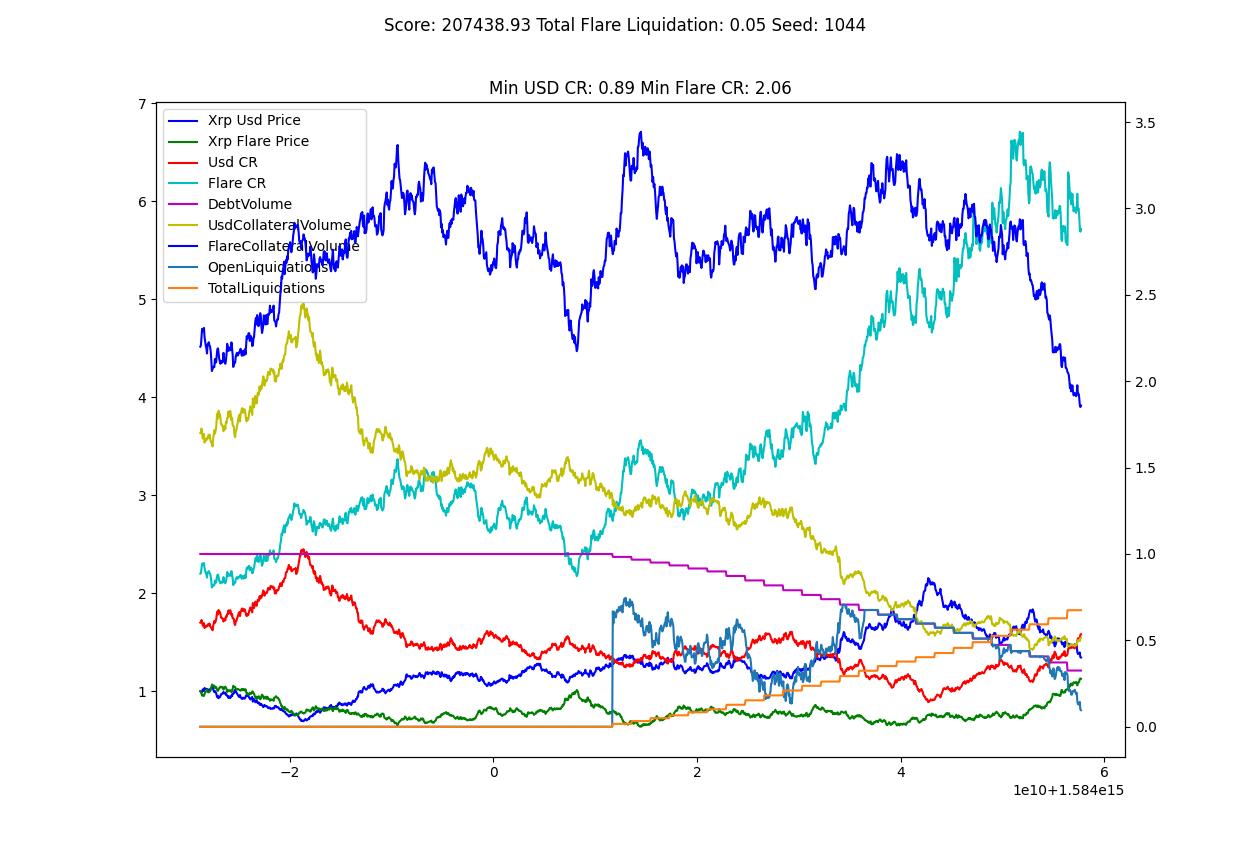 Score: 207438.93 Total Flare Liquidation: 0.05 Seed: 1044
Min USD CR: 0.89 Min Flare CR: 2.06
7
6
5
4
3
2
1
Xrp Usd Price
Xrp Flare Price
Usd CR
Flare CR
DebtVolume
UsdCollateralVolume
FlareCollateralVolume
OpenLiquidations
TotalLiquidations
3.5
3.0
2.5
2.0
1.5
1.0
0.5
0.0
−2 0 2 4 6
1e10+1.584e15